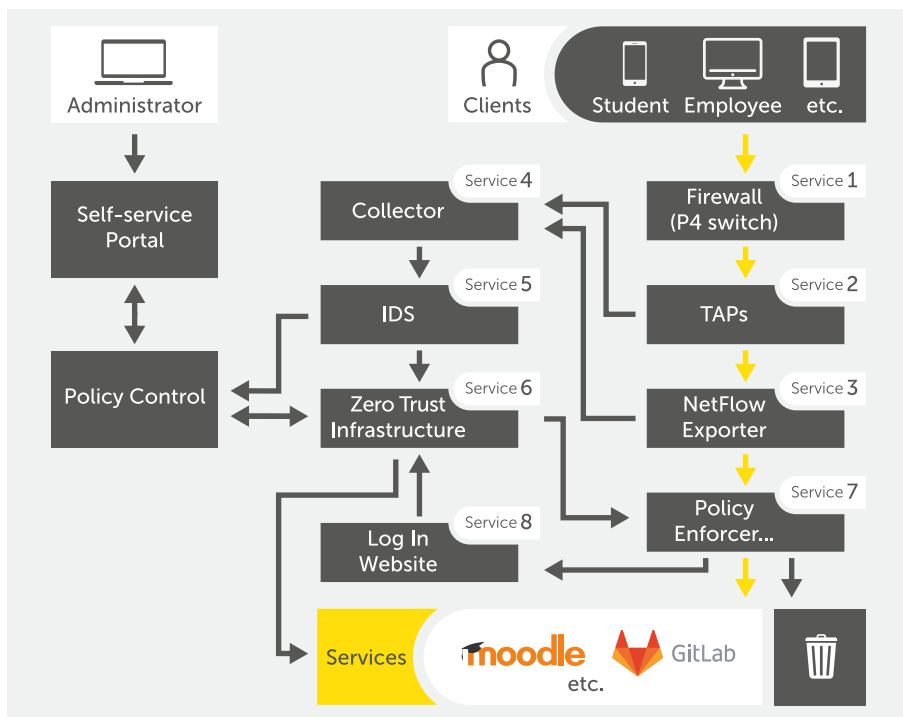 Administrator
Clients
Student
Employee
etc.
Self-service
Portal
Policy Control
Service 4
Collector
Service 5
IDS
Service 6
Zero Trust
Infrastructure
Service 8
Log In
Website
Service 1
Firewall
(P4 switch)
Service 2
TAPs
Service 3
NetFlow
Exporter
Service 7
Policy
Enforcer...
Services
moodle
GitLab
etc.